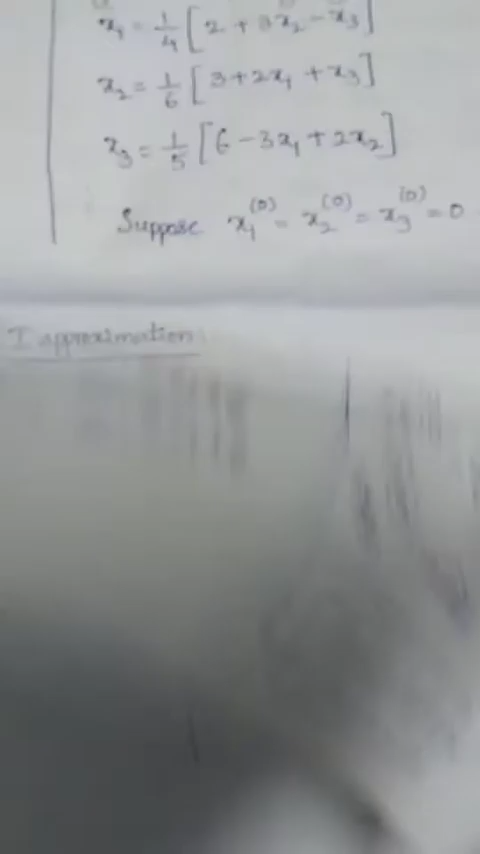 x₁ = 1/4 [2 + 3x₂ - x₃]
x₂ = 1/6 [3 + 2x₁ + x₃]
x₃ = 1/5 [6 - 3x₁ + 2x₂]
Suppose x₁⁽⁰⁾ = x₂⁽⁰⁾ = x₃⁽⁰⁾ = 0
I approximation: